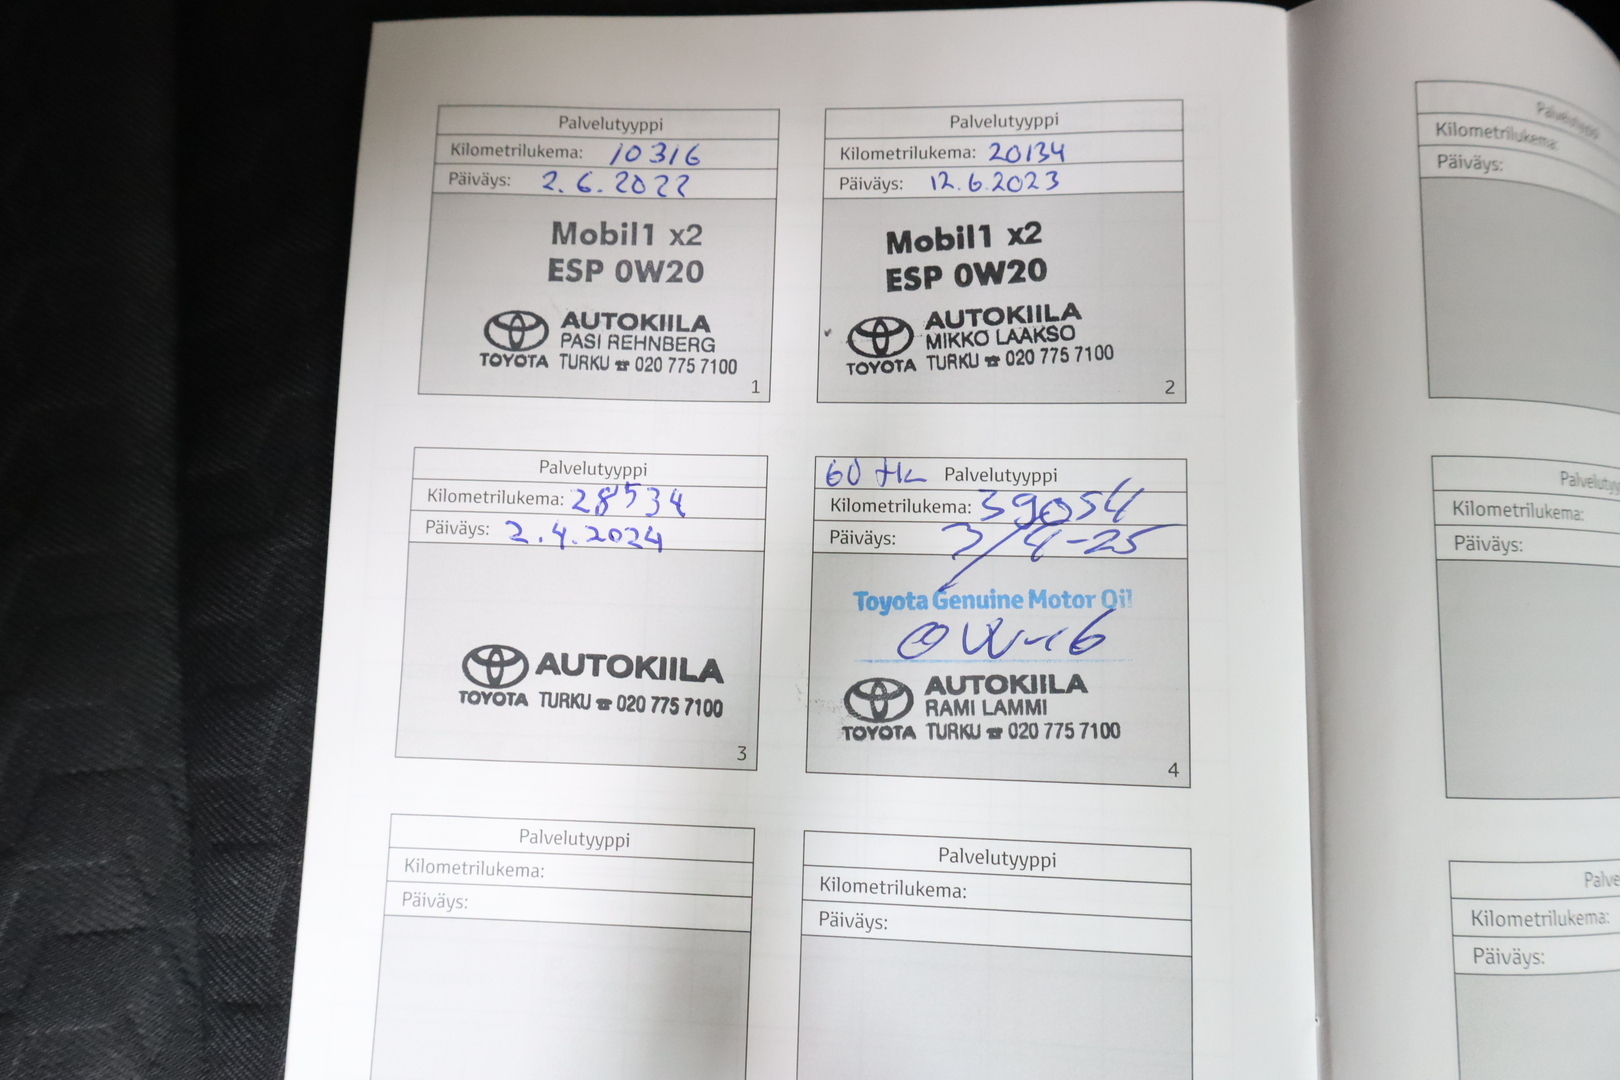 Palvelutyyppi
Kilometrilukema: 10316
Päiväys: 2.6.2022
Mobil1 x2
ESP 0W20
AUTOKIILA
PASI REHNBERG
TOYOTA TURKU ☎ 020 775 7100
1
Palvelutyyppi
Kilometrilukema: 20134
Päiväys: 12.6.2023
Mobil1 x2
ESP 0W20
AUTOKIILA
MIKKO LAAKSO
TOYOTA TURKU ☎ 020 775 7100
2
Palvelutyyppi
Kilometrilukema: 28534
Päiväys: 2.4.2024
AUTOKIILA
TOYOTA TURKU ☎ 020 775 7100
3
60 tk Palvelutyyppi
Kilometrilukema: 39054
Päiväys: 3/4-25
Toyota Genuine Motor Oil
0W-16
AUTOKIILA
RAMI LAMMI
TOYOTA TURKU ☎ 020 775 7100
4
Palvelutyyppi
Kilometrilukema:
Päiväys:
Palvelutyyppi
Kilometrilukema:
Päiväys:
Palvelutyyppi
Kilometrilukema:
Päiväys:
Kilometrilukema:
Päiväys:
Kilometrilukema:
Päiväys: